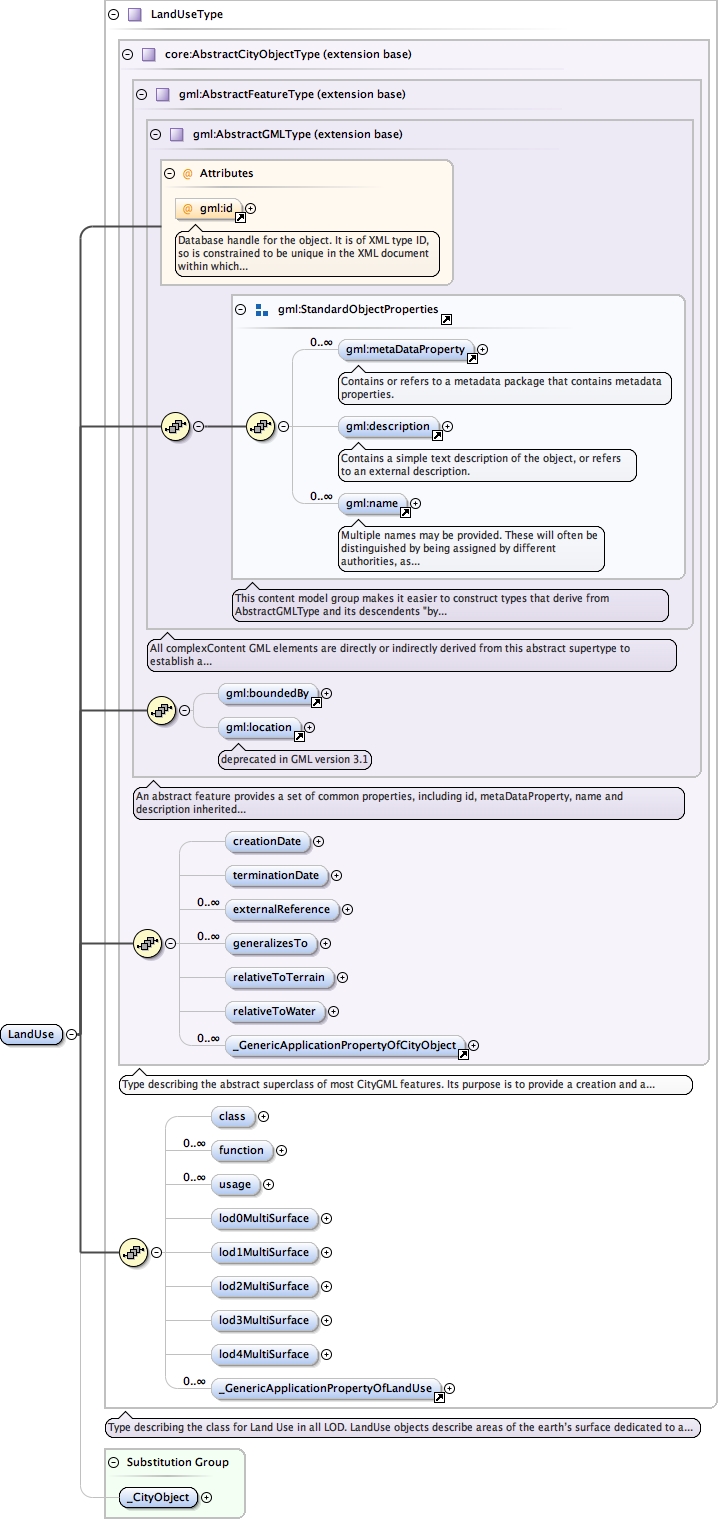 LandUseType
core:AbstractCityObjectType (extension base)
gml:AbstractFeatureType (extension base)
gml:AbstractGMLType (extension base)
@ Attributes
@ gml:id
Database handle for the object. It is of XML type ID,
so is constrained to be unique in the XML document
within which...
gml:StandardObjectProperties
0..∞
gml:metaDataProperty
Contains or refers to a metadata package that contains metadata
properties.
gml:description
Contains a simple text description of the object, or refers
to an external description.
0..∞
gml:name
Multiple names may be provided. These will often be
distinguished by being assigned by different
authorities, as...
This content model group makes it easier to construct types that derive from
AbstractGMLType and its descendents "by...
All complexContent GML elements are directly or indirectly derived from this abstract supertype to
establish a...
gml:boundedBy
gml:location
deprecated in GML version 3.1
An abstract feature provides a set of common properties, including id, metaDataProperty, name and
description inherited...
creationDate
terminationDate
0..∞
externalReference
0..∞
generalizesTo
relativeToTerrain
relativeToWater
LandUse
0..∞
_GenericApplicationPropertyOfCityObject
Type describing the abstract superclass of most CityGML features. Its purpose is to provide a creation and a...
class
0..∞
function
0..∞
usage
lod0MultiSurface
lod1MultiSurface
lod2MultiSurface
lod3MultiSurface
lod4MultiSurface
0..∞
_GenericApplicationPropertyOfLandUse
Type describing the class for Land Use in all LOD. LandUse objects describe areas of the earth's surface dedicated to a...
Substitution Group
_CityObject